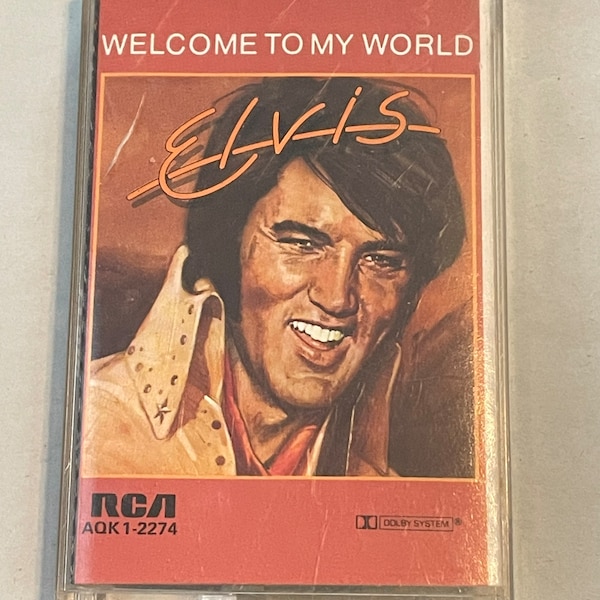 WELCOME TO MY WORLD
Elvis
RCA
AQK1-2274
DOLBY SYSTEM®